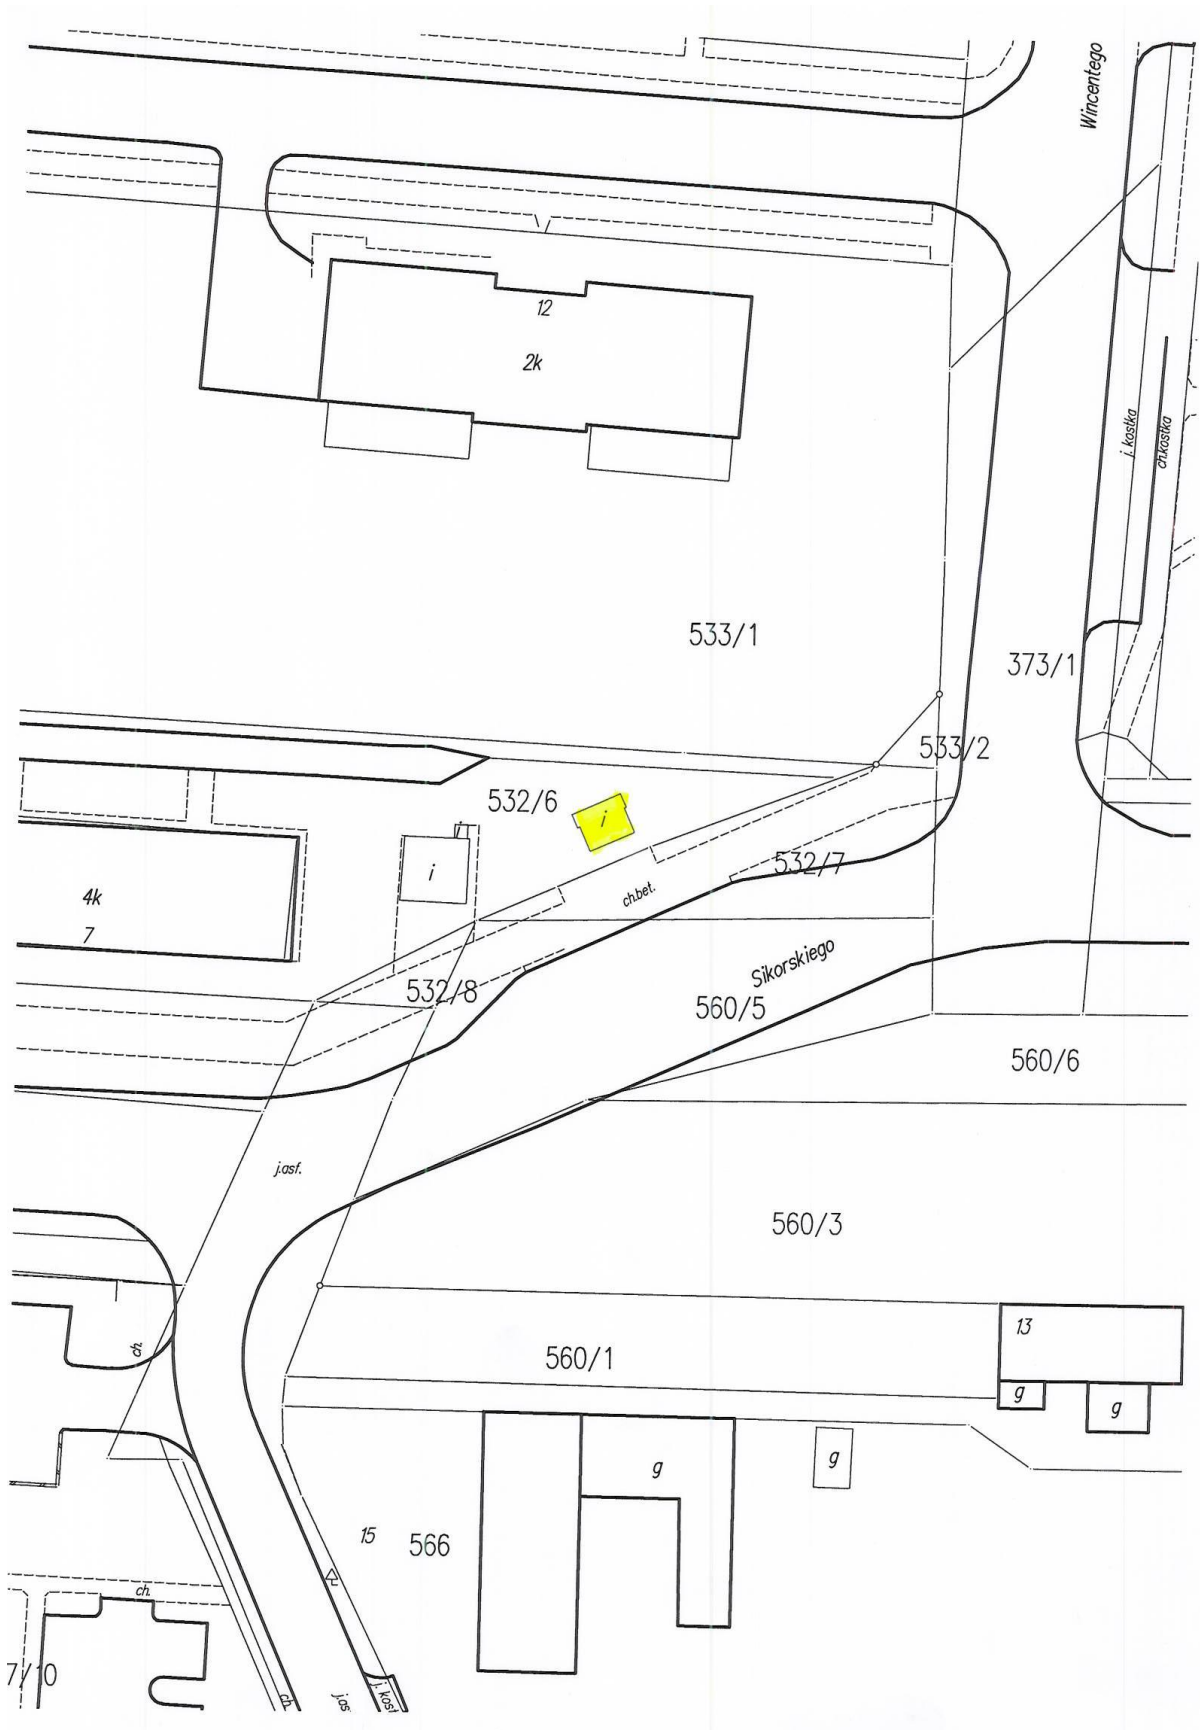 Wincentego
12
2k
j. kostka
ch.kostka
533/1
373/1
533/2
532/6
i
i
i
532/7
4k
7
ch.bet.
532/8
Sikorskiego
560/5
560/6
j.asf.
560/3
13
ch.
560/1
g
g
g
g
15
566
ch.
7/10
ch.
j.as
j. kost